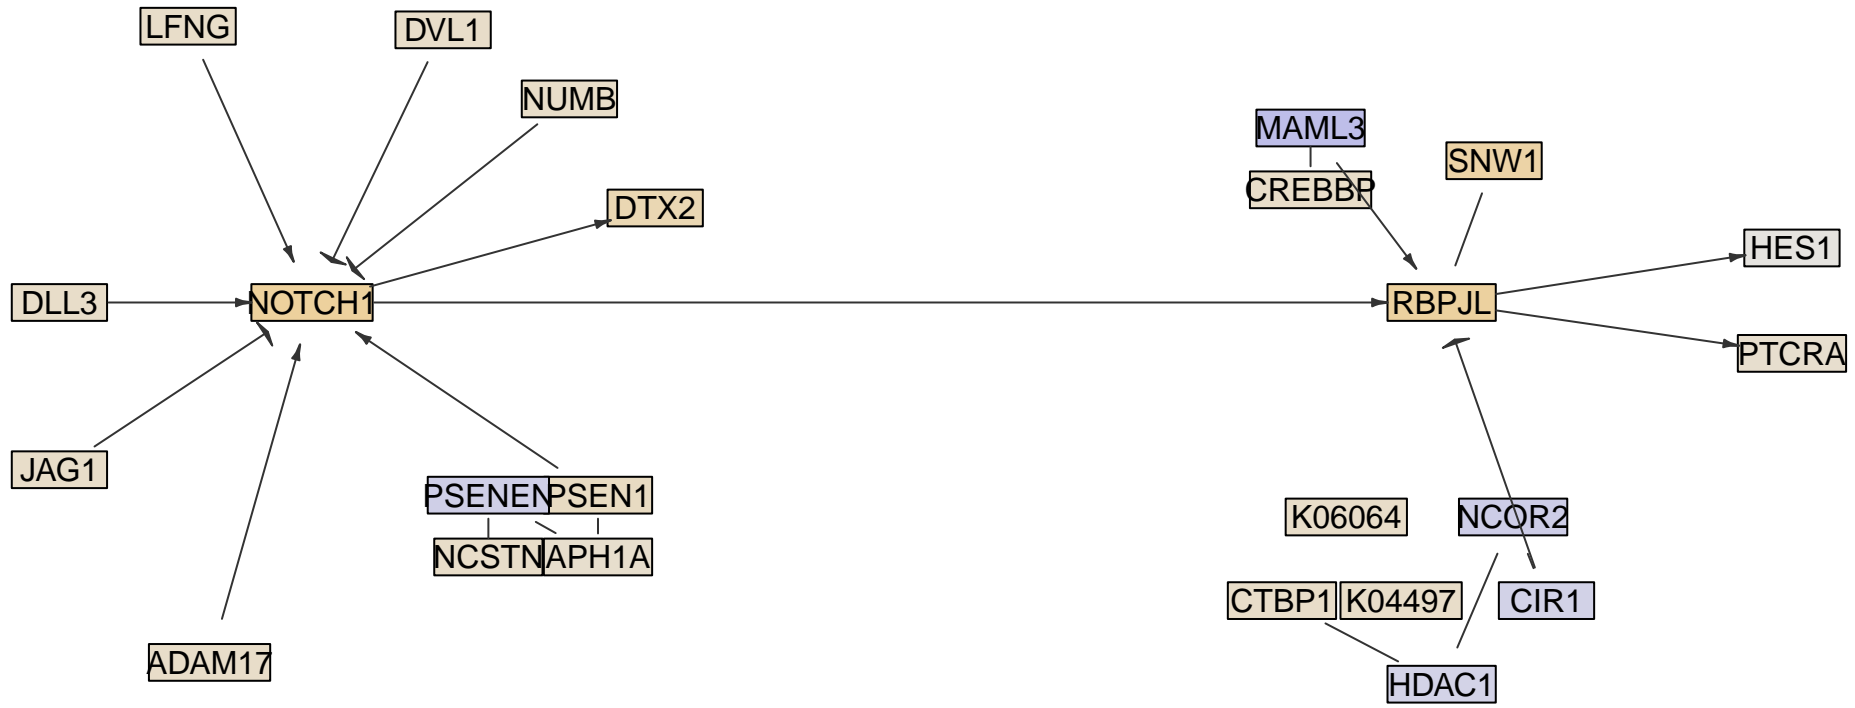 LFNG
DVL1
NUMB
MAML3
SNW1
CREBBP
DTX2
HES1
DLL3
NOTCH1
RBPJL
PTCRA
JAG1
PSENEN
PSEN1
K06064
NCOR2
NCSTN
APH1A
CTBP1
K04497
CIR1
ADAM17
HDAC1